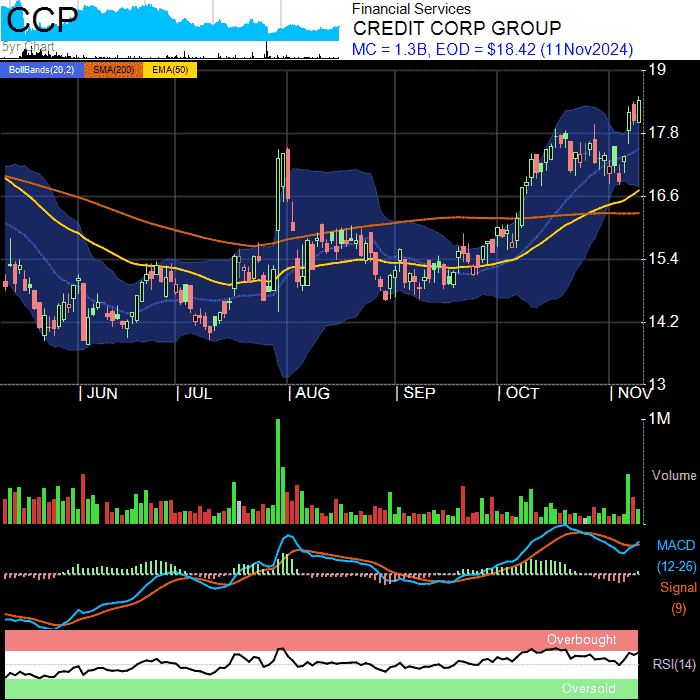 CCP
5yr Chart
Financial Services
CREDIT CORP GROUP
MC = 1.3B, EOD = $18.42 (11Nov2024)
BollBands(20,2) SMA(200) EMA(50)
19
17.8
16.6
15.4
14.2
13
JUN JUL AUG SEP OCT NOV
1M
Volume
MACD
(12-26)
Signal
(9)
Overbought
RSI(14)
Oversold